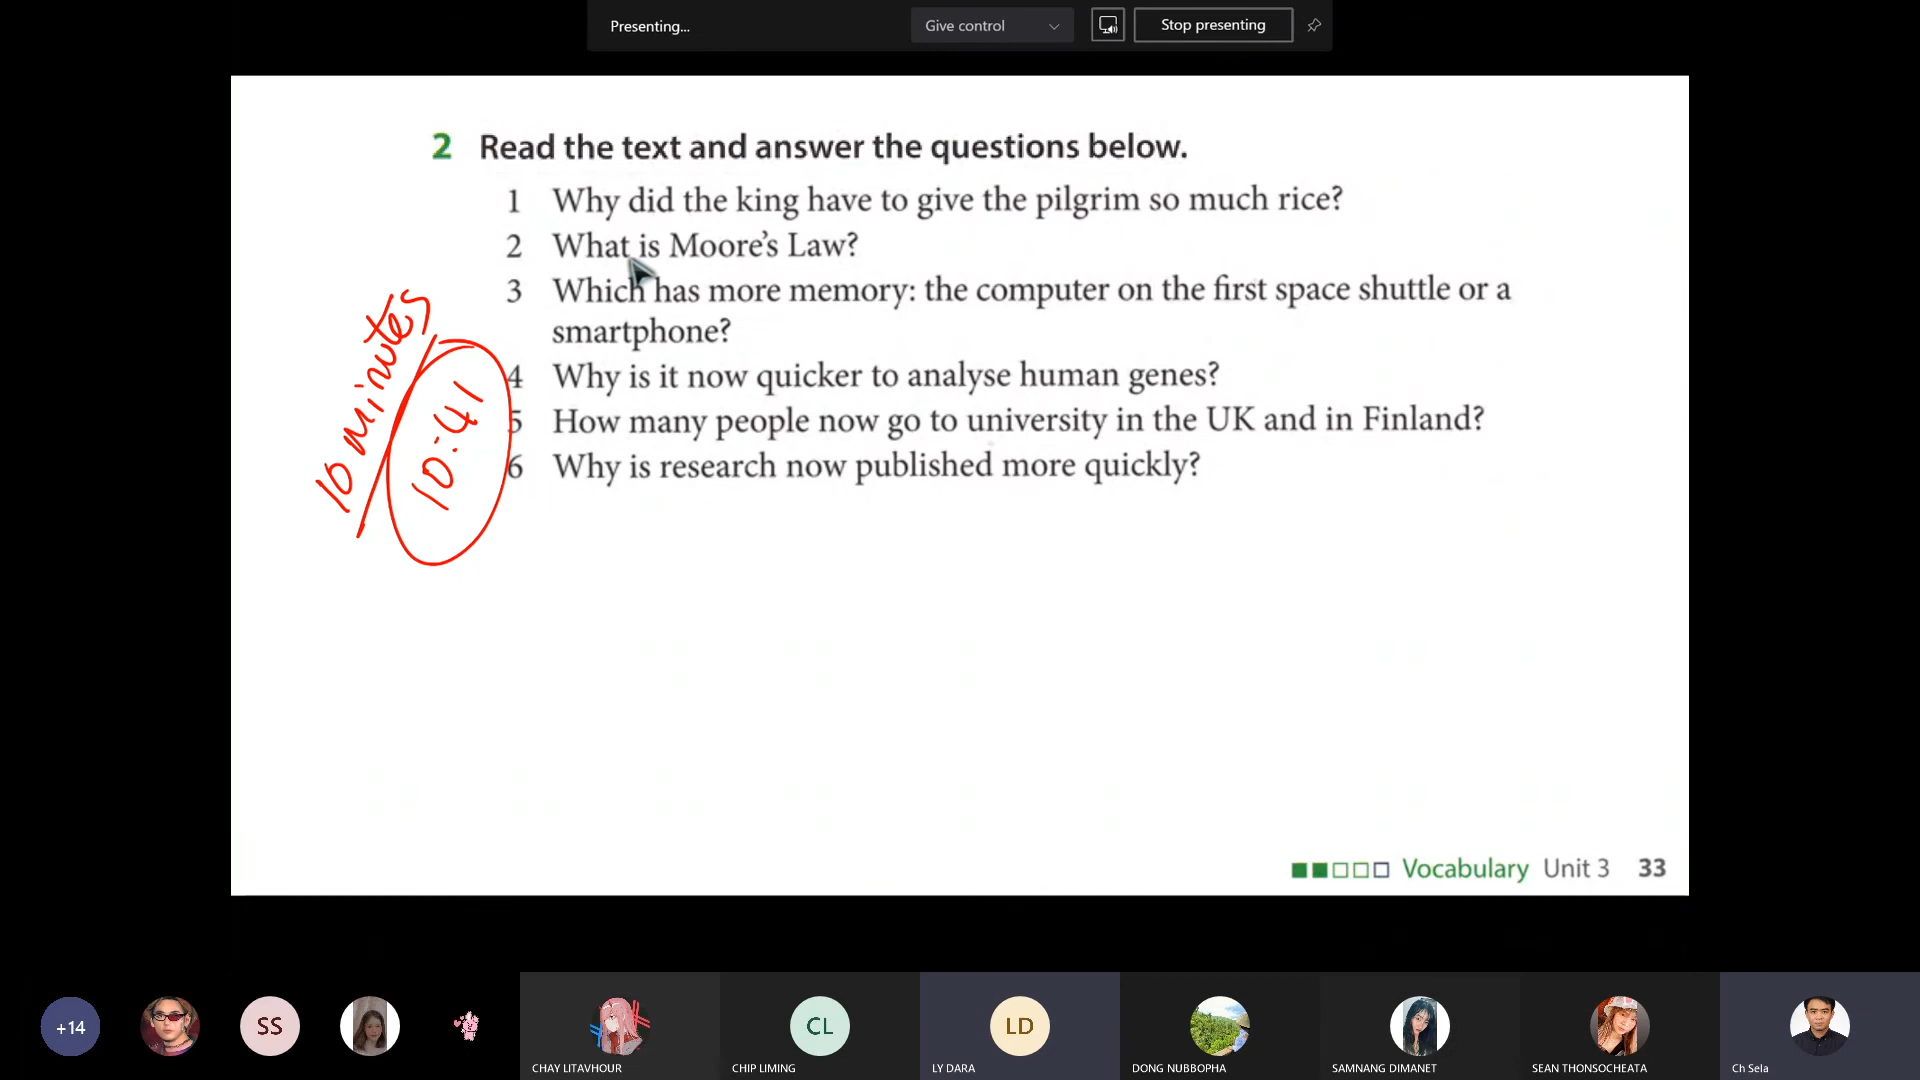 Presenting...
Give control
Stop presenting
2 Read the text and answer the questions below.
1 Why did the king have to give the pilgrim so much rice?
2 What is Moore's Law?
3 Which has more memory: the computer on the first space shuttle or a
smartphone?
4 Why is it now quicker to analyse human genes?
5 How many people now go to university in the UK and in Finland?
6 Why is research now published more quickly?
10 minutes
10:41
Vocabulary Unit 3 33
+14
SS
CL
LD
CHAY LITAVHOUR
CHIP LIMING
LY DARA
DONG NUBBOPHA
SAMNANG DIMANET
SEAN THONSOCHEATA
Ch Sela